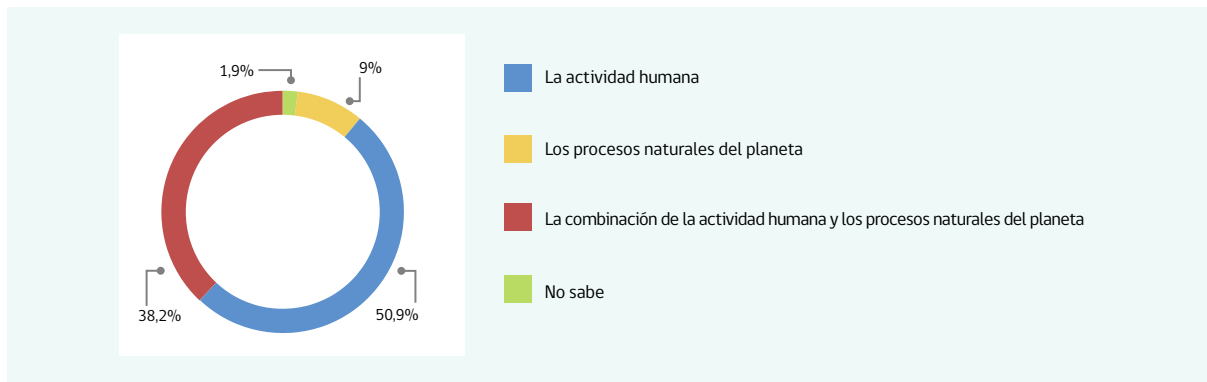 1,9%
9%
38,2%
50,9%
La actividad humana
Los procesos naturales del planeta
La combinación de la actividad humana y los procesos naturales del planeta
No sabe